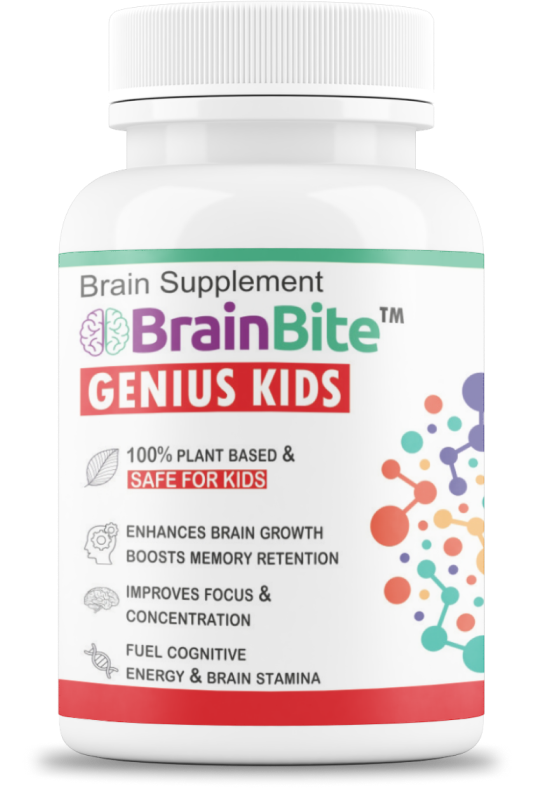 Brain Supplement
BrainBite™
GENIUS KIDS
100% PLANT BASED &
SAFE FOR KIDS
ENHANCES BRAIN GROWTH
BOOSTS MEMORY RETENTION
IMPROVES FOCUS &
CONCENTRATION
FUEL COGNITIVE
ENERGY & BRAIN STAMINA